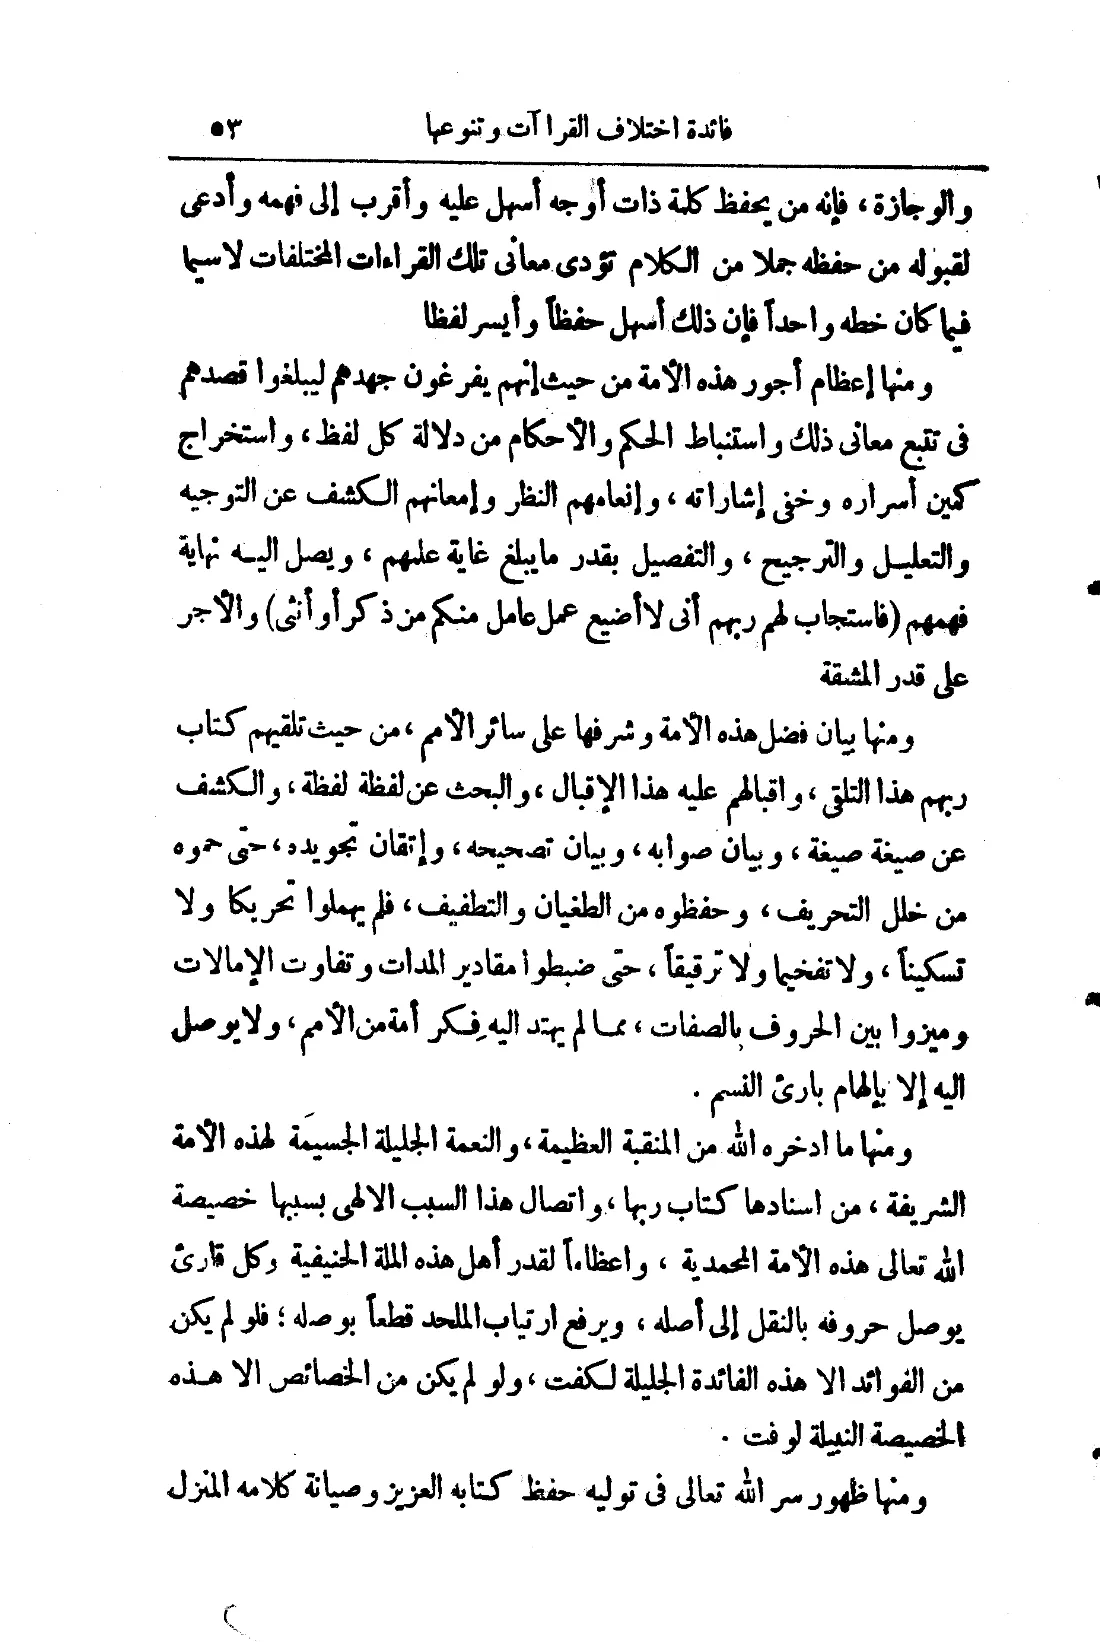 فائدة اختلاف القراآت وتنوعها ٥٣
والوجازة ، فإنه من يحفظ كلمة ذات أوجه أسهل عليه وأقرب إلى فهمه وأدعى
لقبوله من حفظه جملا من الكلام تؤدى معانى تلك القراءات المختلفات لاسيما
فيما كان خطه واحداً فإن ذلك أسهل حفظاً وأيسر لفظا
ومنها إعظام أجور هذه الأمة من حيث إنهم يفرغون جهدهم ليبلغوا قصدهم
فى تتبع معانى ذلك واستنباط الحكم والأحكام من دلالة كل لفظ ، واستخراج
كمين أسراره وخفى إشاراته ، وإنعامهم النظر وإمعانهم الكشف عن التوجيه
والتعليل والترجيح ، والتفصيل بقدر مايبلغ غاية علمهم ، ويصل اليه نهاية
فهمهم (فاستجاب لهم ربهم أنى لاأضيع عمل عامل منكم من ذكر أو أنثى) والأجر
على قدر المشقة
ومنها بيان فضل هذه الأمة وشرفها على سائر الأمم ، من حيث تلقيهم كتاب
ربهم هذا التلقى ، واقبالهم عليه هذا الإقبال ، والبحث عن لفظة لفظة ، والكشف
عن صيغة صيغة ، وبيان صوابه ، وبيان تصحيحه ، وإتقان تجويده ، حتى حموه
من خلل التحريف ، وحفظوه من الطغيان والتطفيف ، فلم يهملوا تحريكا ولا
تسكيناً ، ولا تفخيما ولا ترقيقاً ، حتى ضبطوا مقادير المدات وتفاوت الإمالات
وميزوا بين الحروف بالصفات ، مما لم يهتد اليه فكر أمة من الأمم ، ولا يوصل
اليه إلا بإلهام بارئ النسم .
ومنها ما ادخره الله من المنقبة العظيمة ، والنعمة الجليلة الجسيمة لهذه الأمة
الشريفة ، من اسنادها كتاب ربها ، واتصال هذا السبب الالهى بسببها خصيصة
الله تعالى هذه الأمة المحمدية ، واعظاماً لقدر أهل هذه الملة الحنيفية وكل قارئ
يوصل حروفه بالنقل إلى أصله ، ويرفع ارتياب الملحد قطعاً بوصله ؛ فلو لم يكن
من الفوائد الا هذه الفائدة الجليلة لكفت ، ولو لم يكن من الخصائص الا هذه
الخصيصة النبيلة لوفت .
ومنها ظهور سر الله تعالى فى توليه حفظ كتابه العزيز وصيانة كلامه المنزل